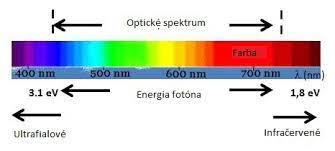 Optické spektrum
Farba
400 nm 500 nm 600 nm 700 nm λ (nm)
3.1 eV Energia fotóna 1,8 eV
Ultrafialové Infračervené